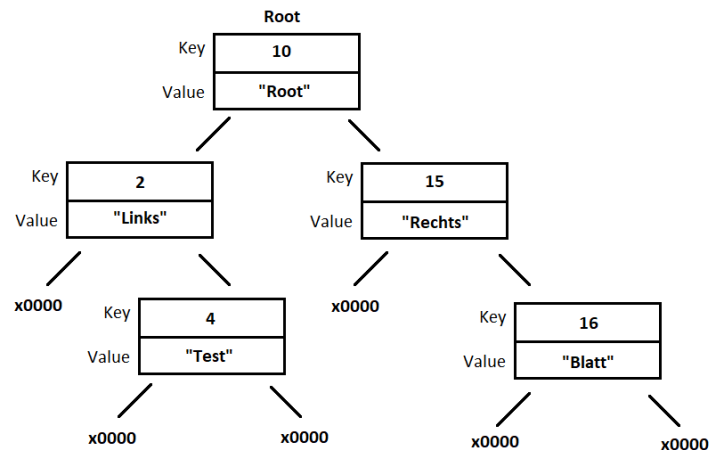 Root
Key 10
Value "Root"
Key 2 Key 15
Value "Links" Value "Rechts"
x0000 x0000
Key 4 Key 16
Value "Test" Value "Blatt"
x0000 x0000 x0000 x0000